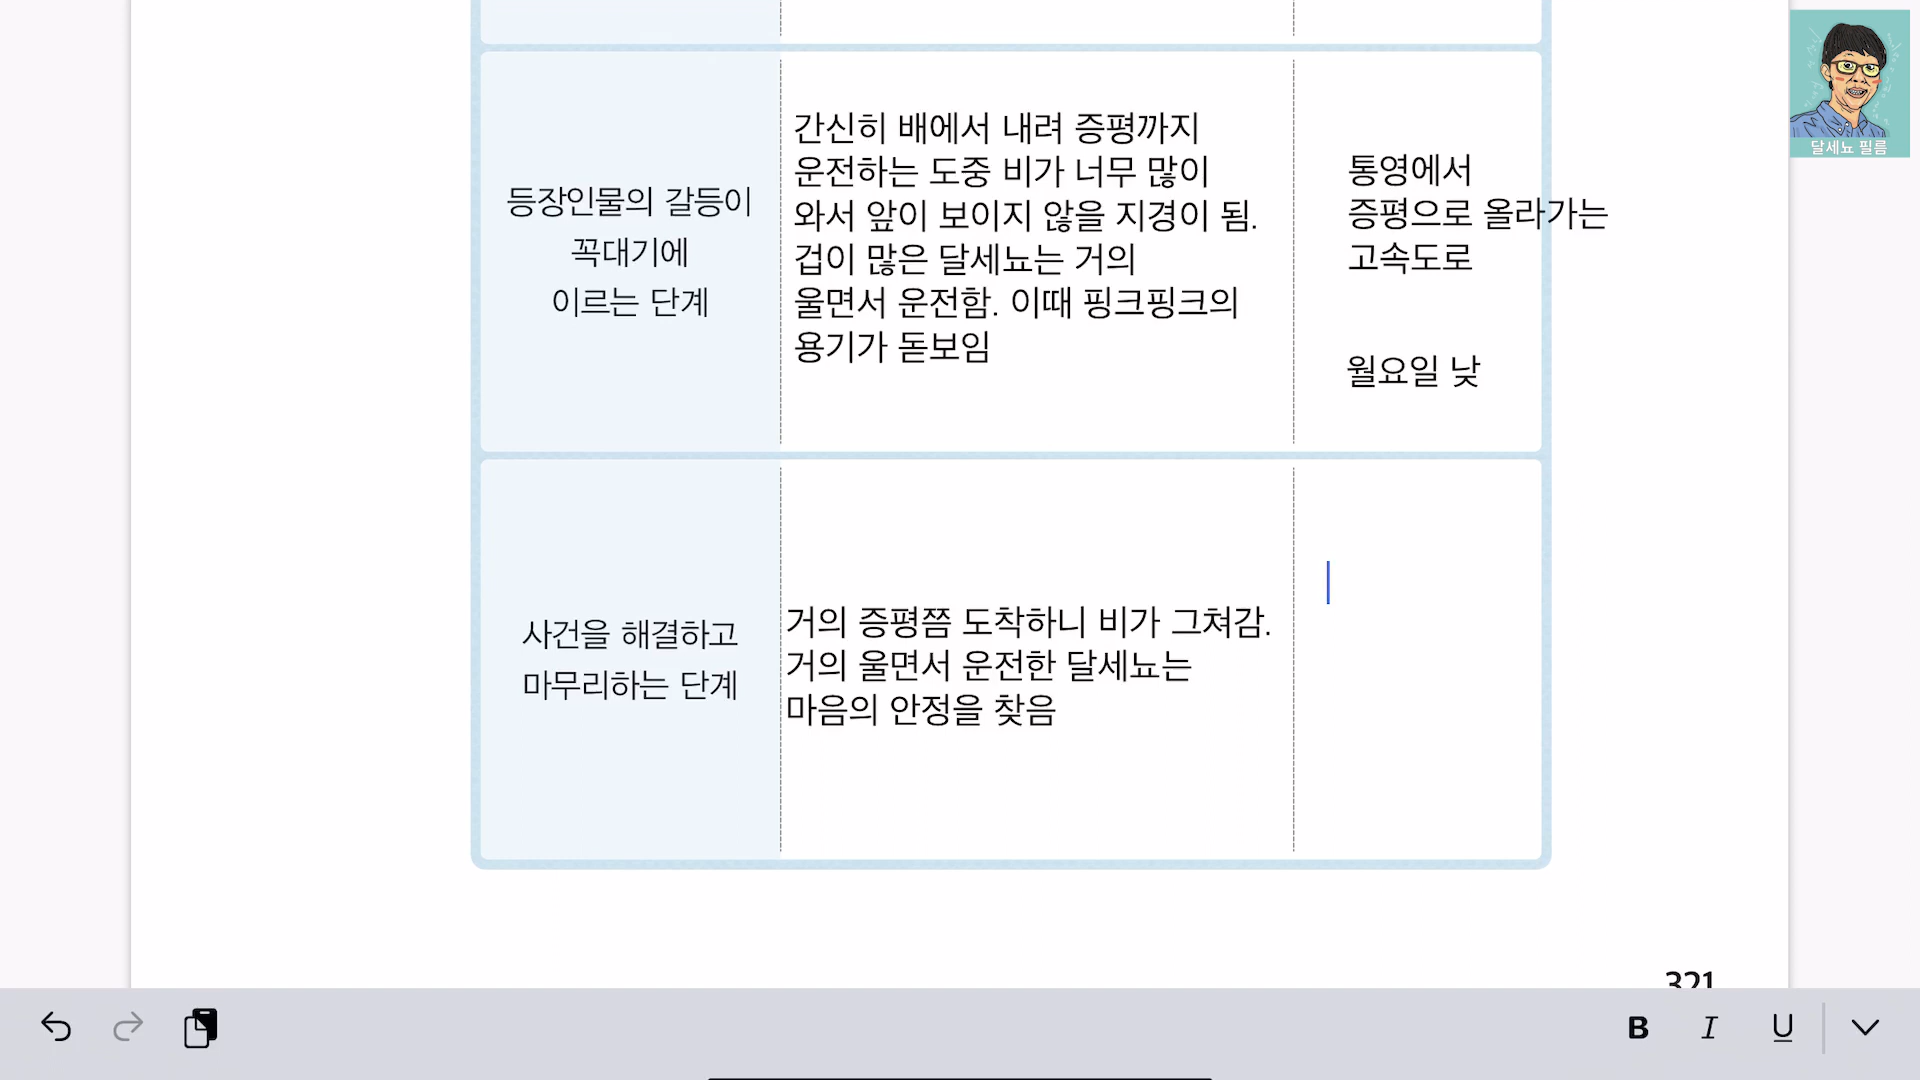 달세뇨 필름
등장인물의 갈등이
꼭대기에
이르는 단계
간신히 배에서 내려 증평까지
운전하는 도중 비가 너무 많이
와서 앞이 보이지 않을 지경이 됨.
겁이 많은 달세뇨는 거의
울면서 운전함. 이때 핑크핑크의
용기가 돋보임
통영에서
증평으로 올라가는
고속도로
월요일 낮
사건을 해결하고
마무리하는 단계
거의 증평쯤 도착하니 비가 그쳐감.
거의 울면서 운전한 달세뇨는
마음의 안정을 찾음
321
B I U